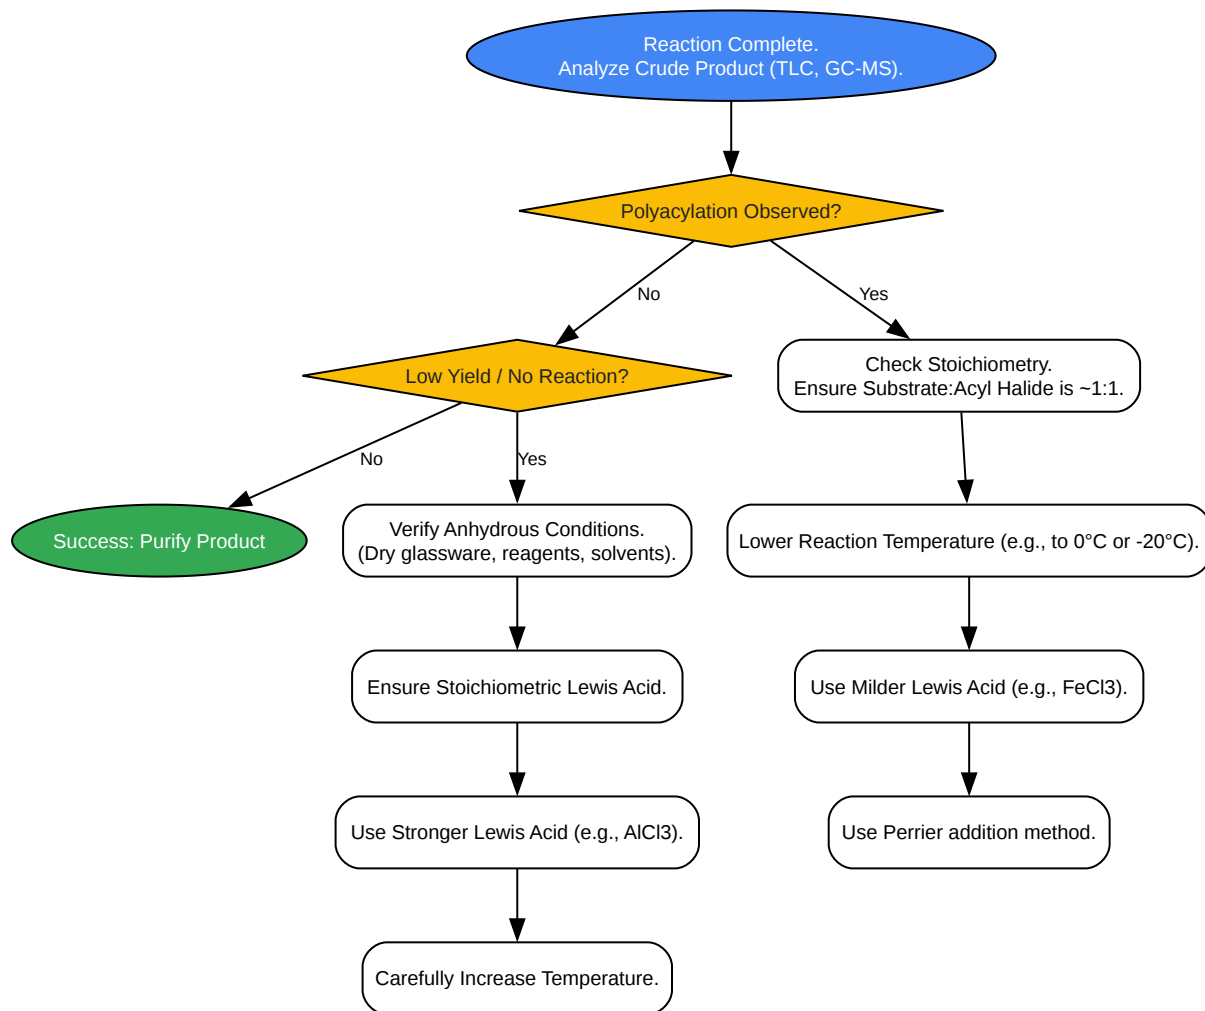 Reaction Complete.
Analyze Crude Product (TLC, GC-MS).
Polyacylation Observed?
No
Yes
Low Yield / No Reaction?
Check Stoichiometry.
Ensure Substrate:Acyl Halide is ~1:1.
No
Yes
Success: Purify Product
Verify Anhydrous Conditions.
(Dry glassware, reagents, solvents).
Lower Reaction Temperature (e.g., to 0°C or -20°C).
Ensure Stoichiometric Lewis Acid.
Use Milder Lewis Acid (e.g., FeCl3).
Use Stronger Lewis Acid (e.g., AlCl3).
Use Perrier addition method.
Carefully Increase Temperature.